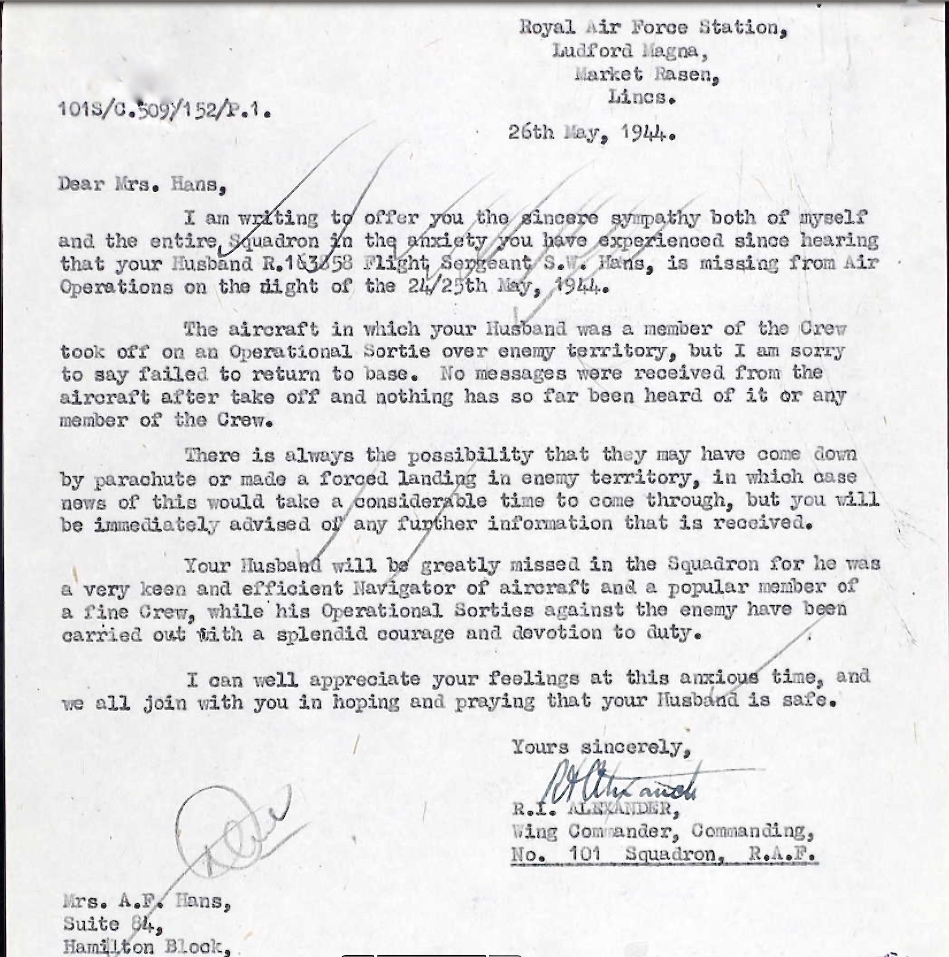 Royal Air Force Station,
Ludford Magna,
Market Rasen,
Lincs.
101S/C.509/152/P.1.
26th May, 1944.
Dear Mrs. Hans,
I am writing to offer you the sincere sympathy both of myself
and the entire Squadron in the anxiety you have experienced since hearing
that your Husband R.163358 Flight Sergeant S.W. Hans, is missing from Air
Operations on the night of the 24/25th May, 1944.
The aircraft in which your Husband was a member of the Crew
took off on an Operational Sortie over enemy territory, but I am sorry
to say failed to return to base. No messages were received from the
aircraft after take off and nothing has so far been heard of it or any
member of the Crew.
There is always the possibility that they may have come down
by parachute or made a forced landing in enemy territory, in which case
news of this would take a considerable time to come through, but you will
be immediately advised of any further information that is received.
Your Husband will be greatly missed in the Squadron for he was
a very keen and efficient Navigator of aircraft and a popular member of
a fine Crew, while his Operational Sorties against the enemy have been
carried out with a splendid courage and devotion to duty.
I can well appreciate your feelings at this anxious time, and
we all join with you in hoping and praying that your Husband is safe.
Yours sincerely,
R.I. ALEXANDER,
Wing Commander, Commanding,
No. 101 Squadron, R.A.F.
Mrs. A.F. Hans,
Suite 84,
Hamilton Block,